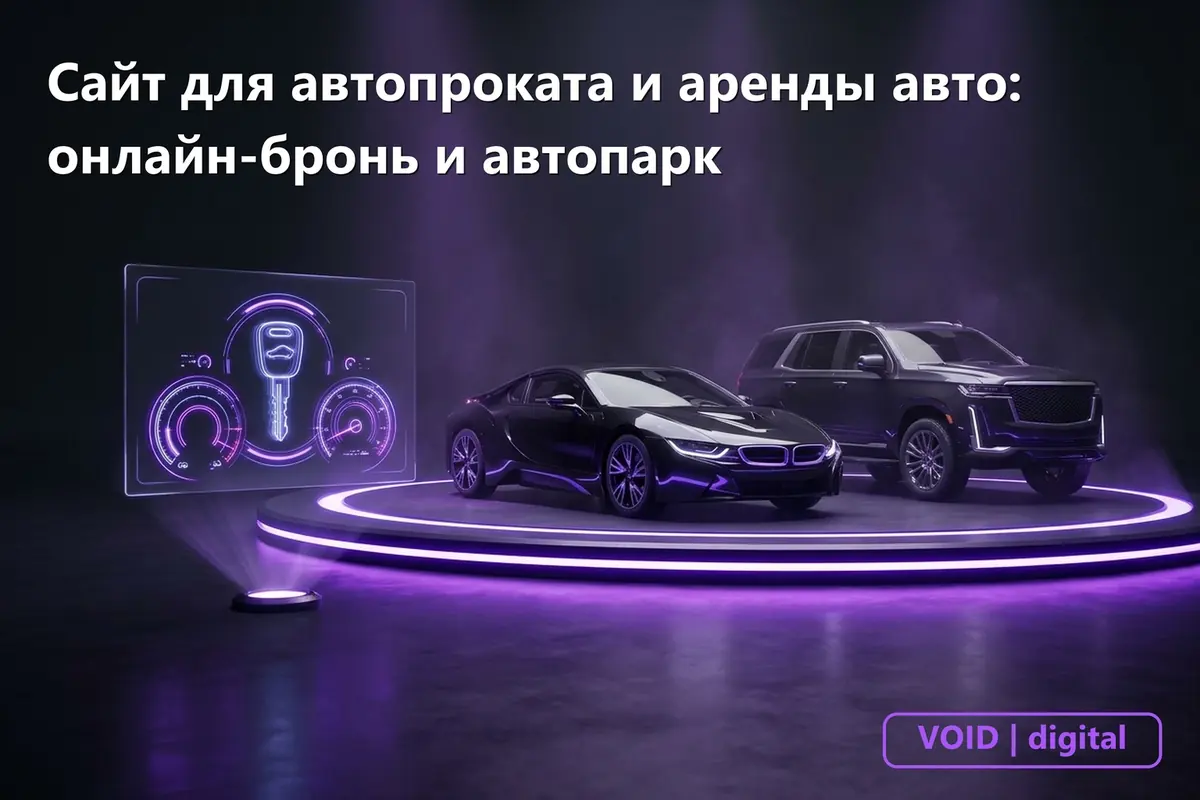 Сайт для автопроката и аренды авто:
онлайн-бронь и автопарк
VOID | digital